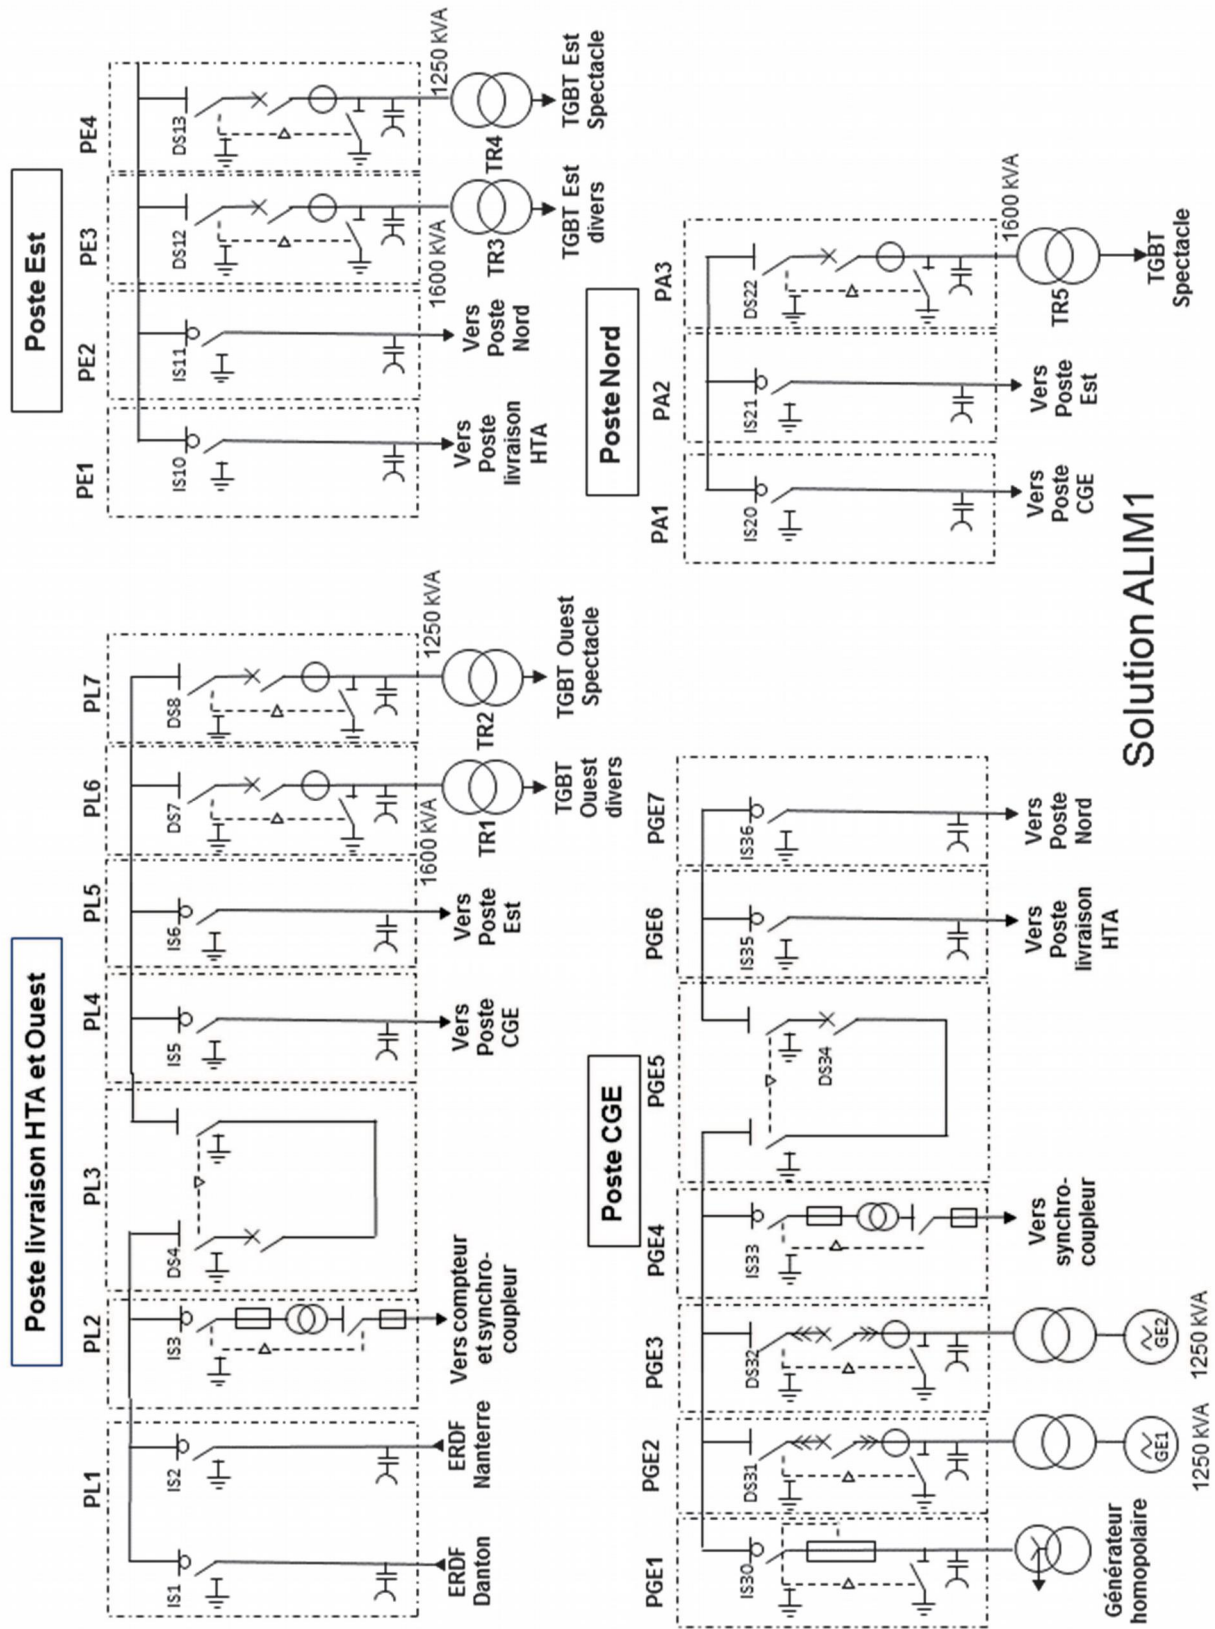 Poste livraison HTA et Ouest
PL1
PL2
PL3
PL4
PL5
PL6
PL7
IS1
IS2
IS3
DS4
IS5
IS6
DS7
DS8
1600 kVA
1250 kVA
TR1
TR2
ERDF
Danton
ERDF
Nanterre
Vers compteur
et synchro-
coupleur
Vers
Poste
CGE
Vers
Poste
Est
TGBT
Ouest
divers
TGBT Ouest
Spectacle
Poste Est
PE1
PE2
PE3
PE4
IS10
IS11
DS12
DS13
1600 kVA
1250 kVA
TR3
TR4
Vers
Poste
livraison
HTA
Vers
Poste
Nord
TGBT Est
divers
TGBT Est
Spectacle
Poste CGE
PGE1
PGE2
PGE3
PGE4
PGE5
PGE6
PGE7
IS30
DS31
DS32
IS33
DS34
IS35
IS36
Générateur
homopolaire
GE1
1250 kVA
GE2
1250 kVA
Vers
synchro-
coupleur
Vers
Poste
livraison
HTA
Vers
Poste
Nord
Poste Nord
PA1
PA2
PA3
IS20
IS21
DS22
1600 kVA
TR5
Vers
Poste
CGE
Vers
Poste
Est
TGBT
Spectacle
Solution ALIM1